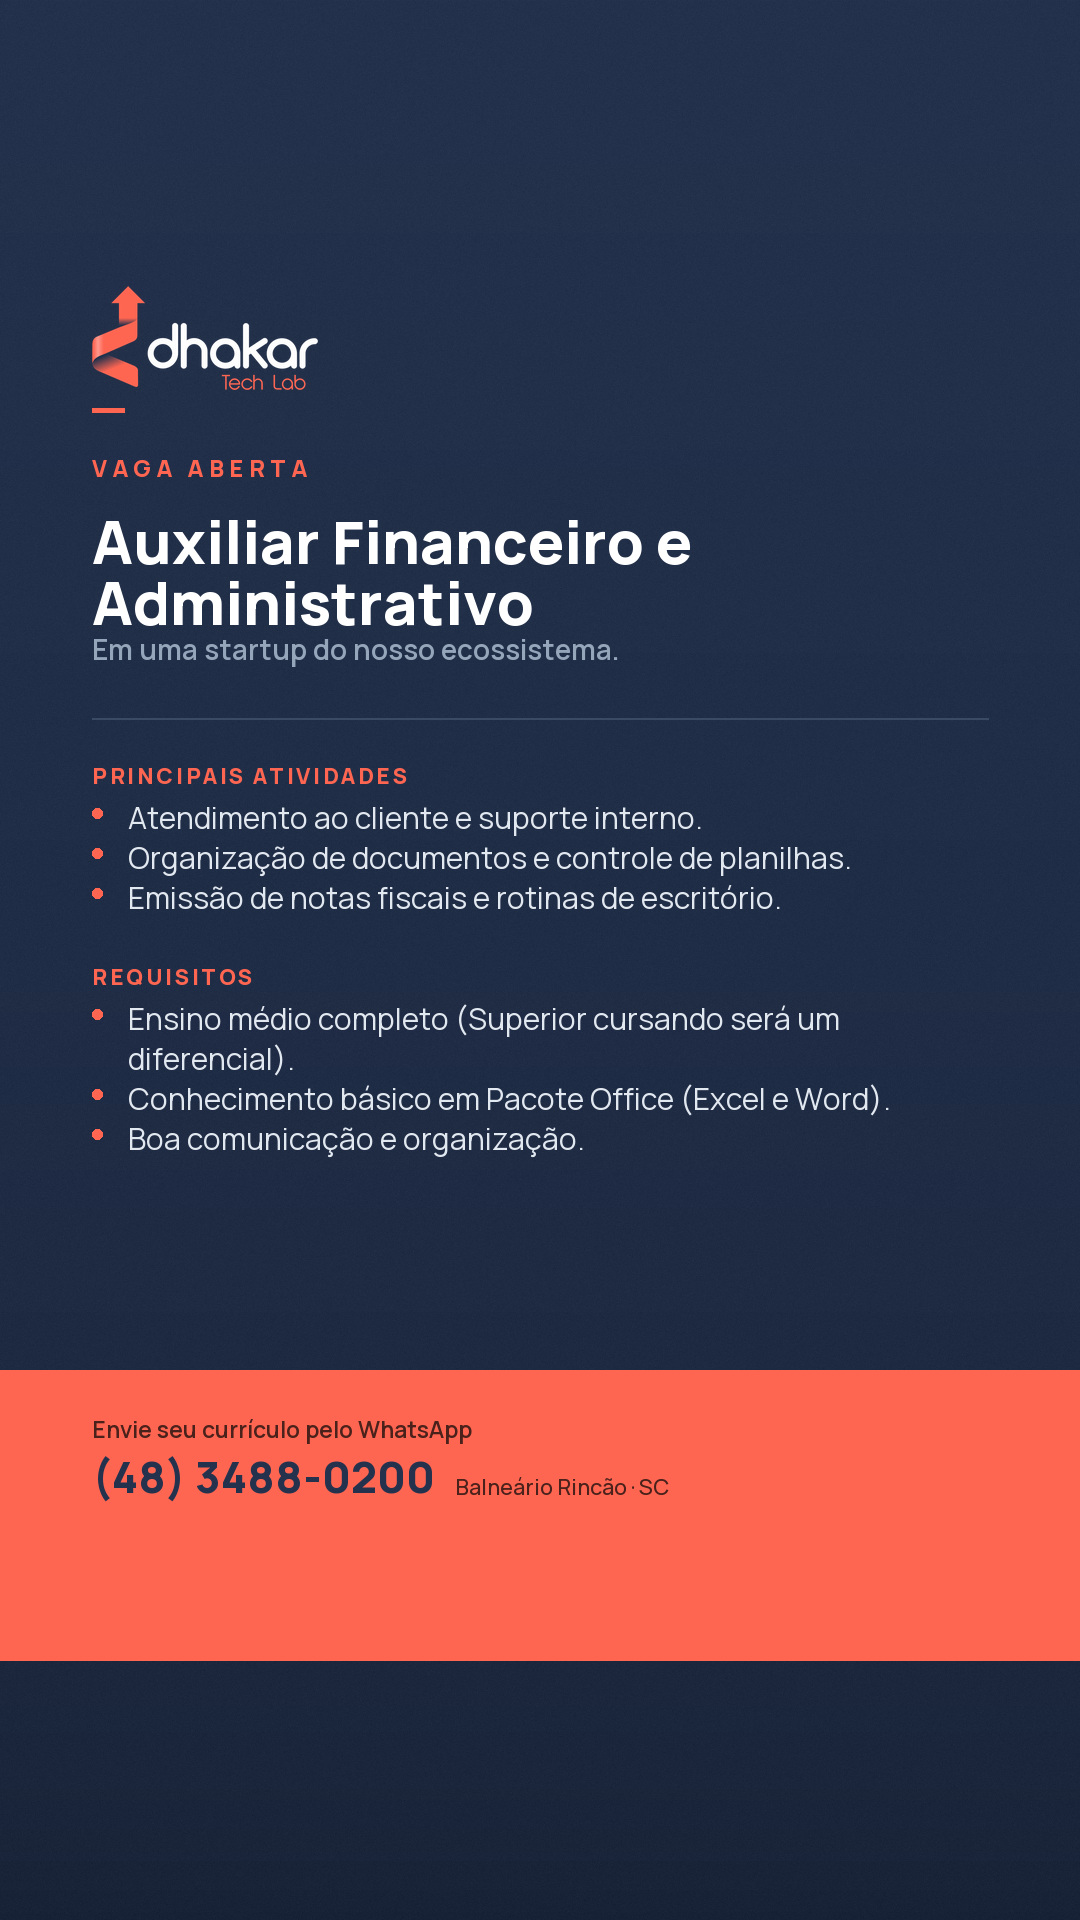 dhakar
Tech Lab
VAGA ABERTA
Auxiliar Financeiro e
Administrativo
Em uma startup do nosso ecossistema.
PRINCIPAIS ATIVIDADES
Atendimento ao cliente e suporte interno.
Organização de documentos e controle de planilhas.
Emissão de notas fiscais e rotinas de escritório.
REQUISITOS
Ensino médio completo (Superior cursando será um
diferencial).
Conhecimento básico em Pacote Office (Excel e Word).
Boa comunicação e organização.
Envie seu currículo pelo WhatsApp
(48) 3488-0200 Balneário Rincão · SC